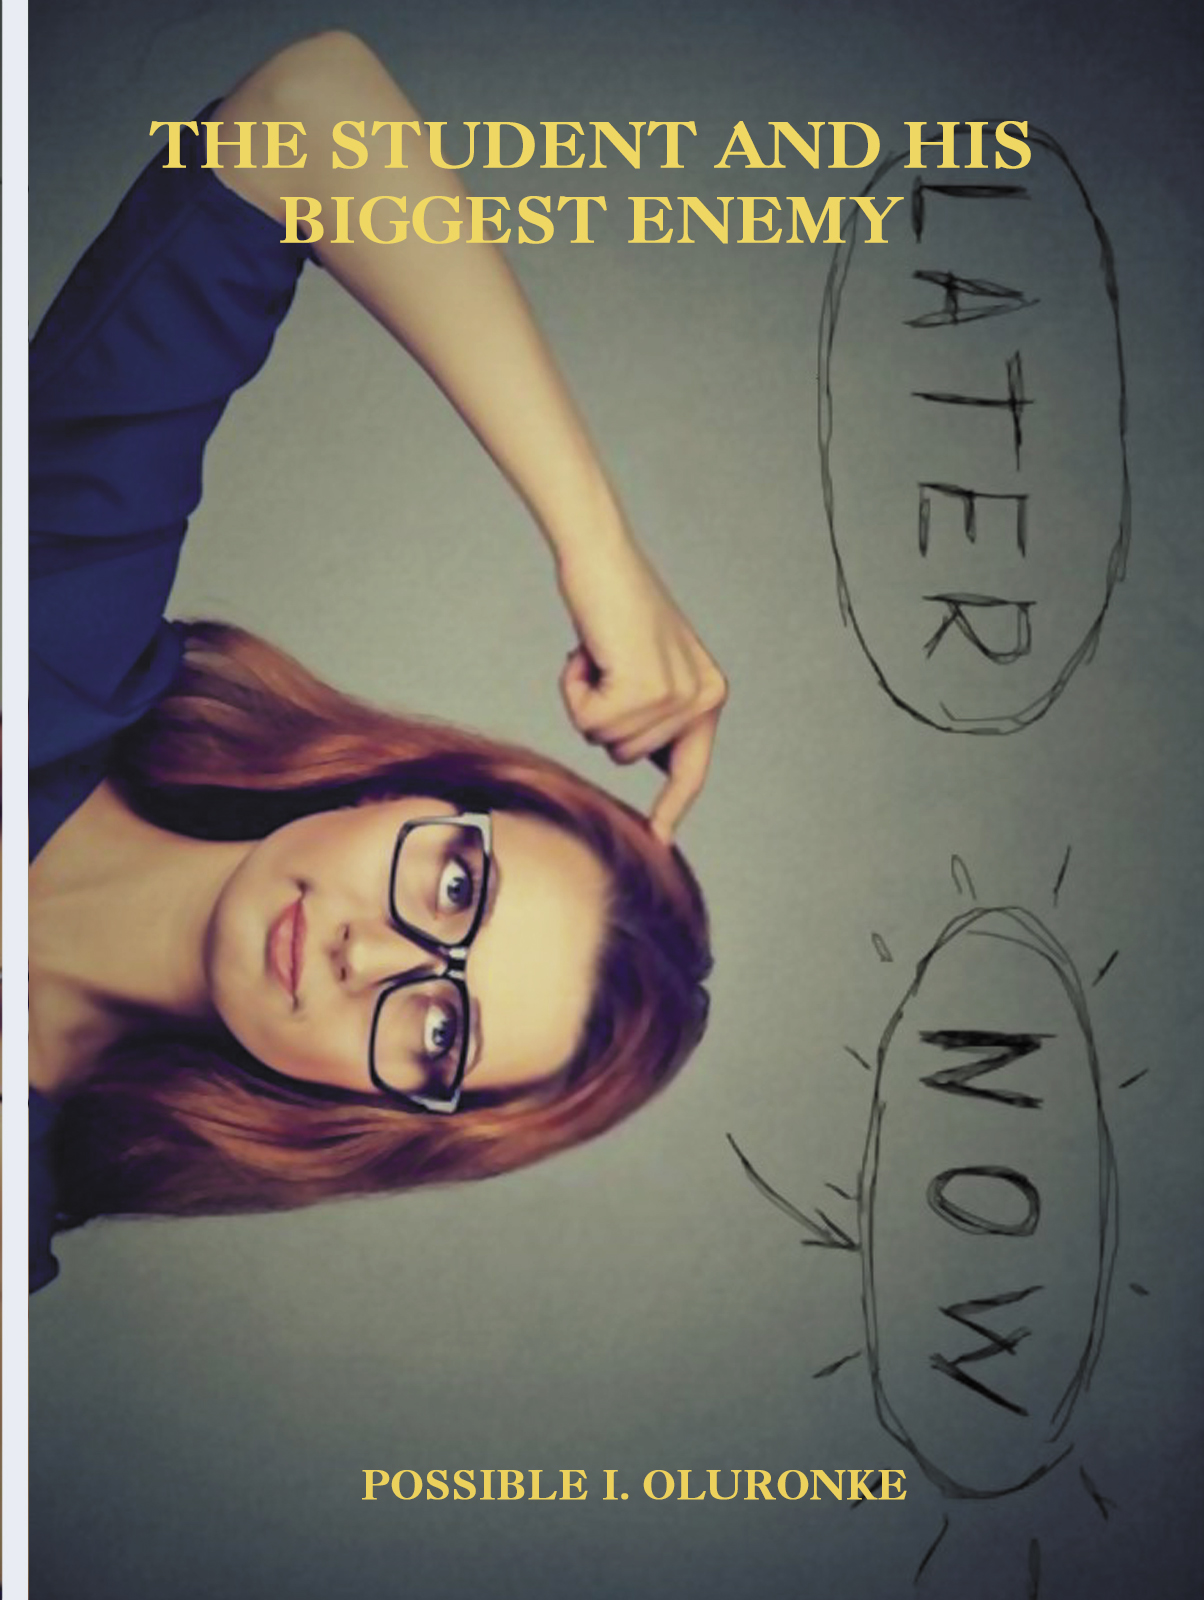 THE STUDENT AND HIS
BIGGEST ENEMY
LATER
NOW
POSSIBLE I. OLURONKE